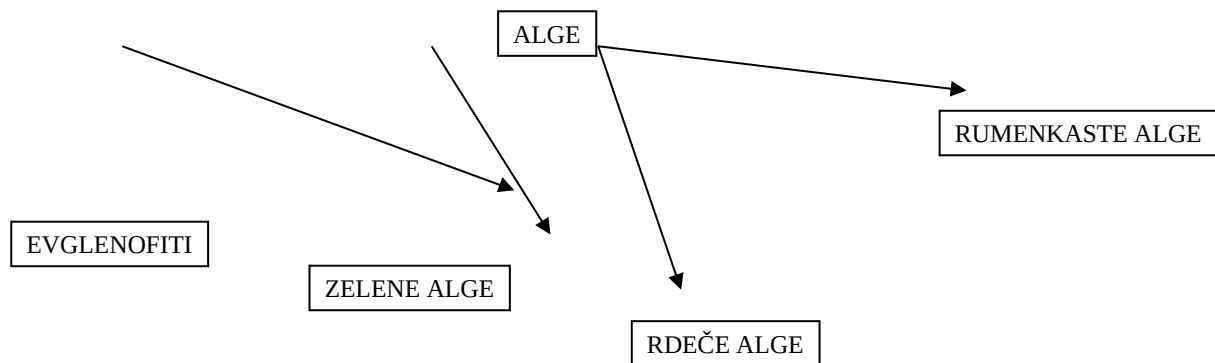 ALGE
RUMENKASTE ALGE
EVGLENOFITI
ZELENE ALGE
RDEČE ALGE